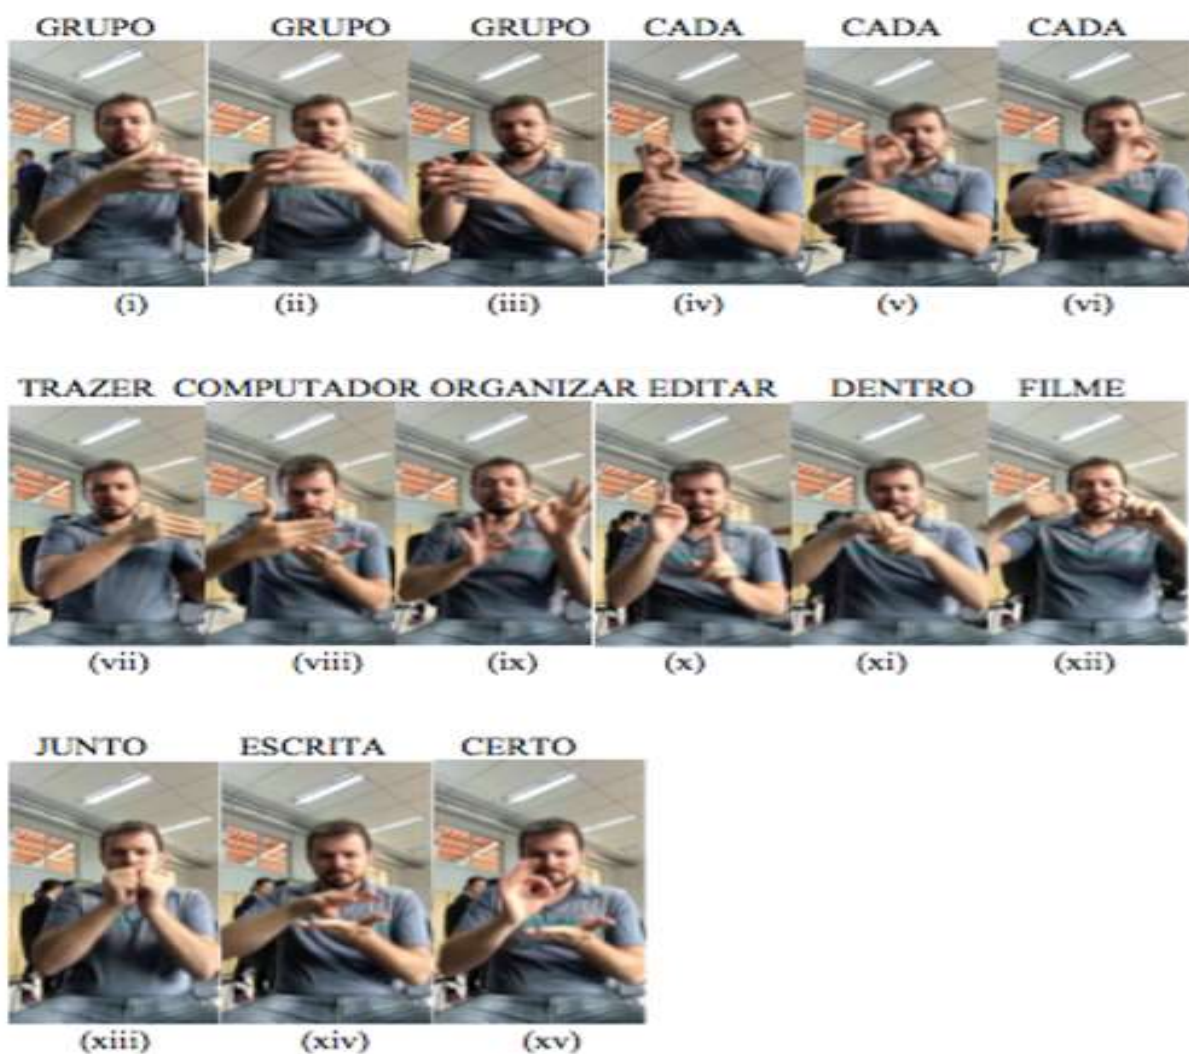 GRUPO GRUPO GRUPO CADA CADA CADA
(i) (ii) (iii) (iv) (v) (vi)
TRAZER COMPUTADOR ORGANIZAR EDITAR DENTRO FILME
(vii) (viii) (ix) (x) (xi) (xii)
JUNTO ESCRITA CERTO
(xiii) (xiv) (xv)